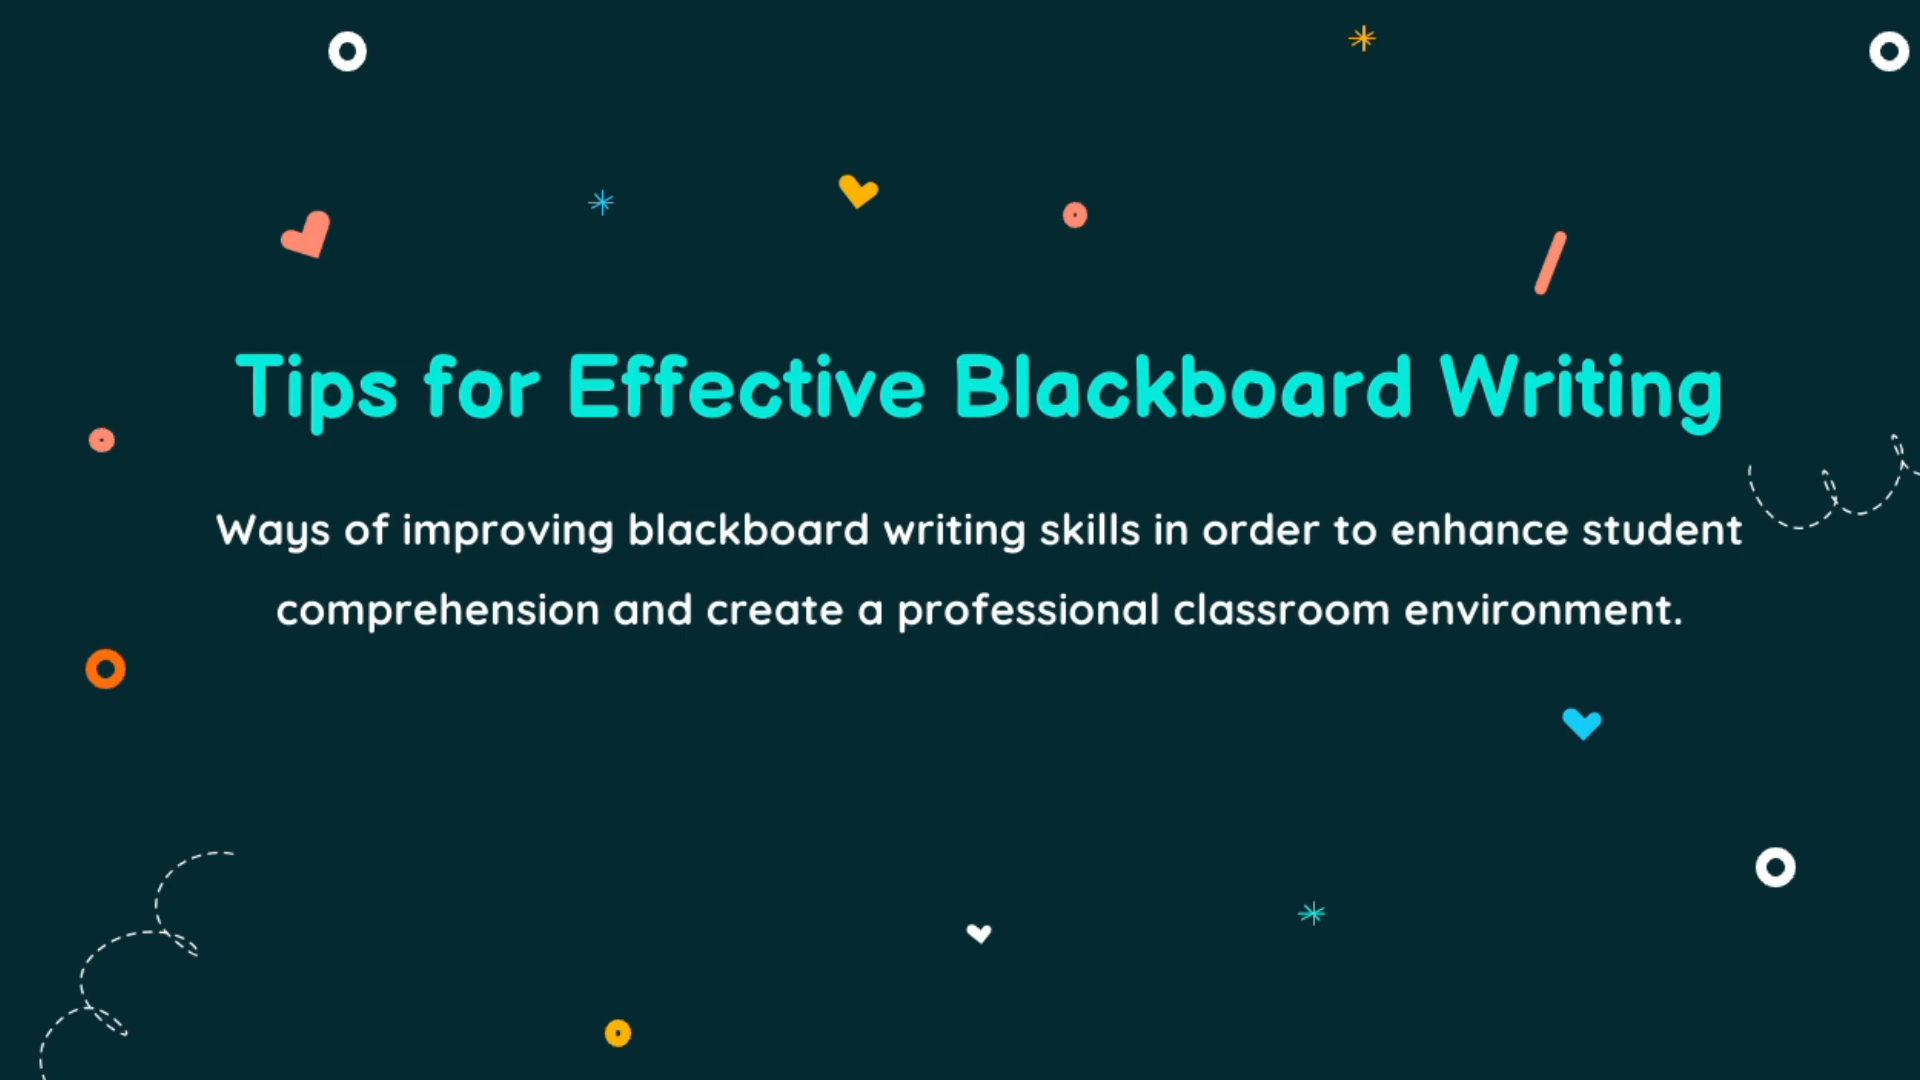 Tips for Effective Blackboard Writing
Ways of improving blackboard writing skills in order to enhance student
comprehension and create a professional classroom environment.